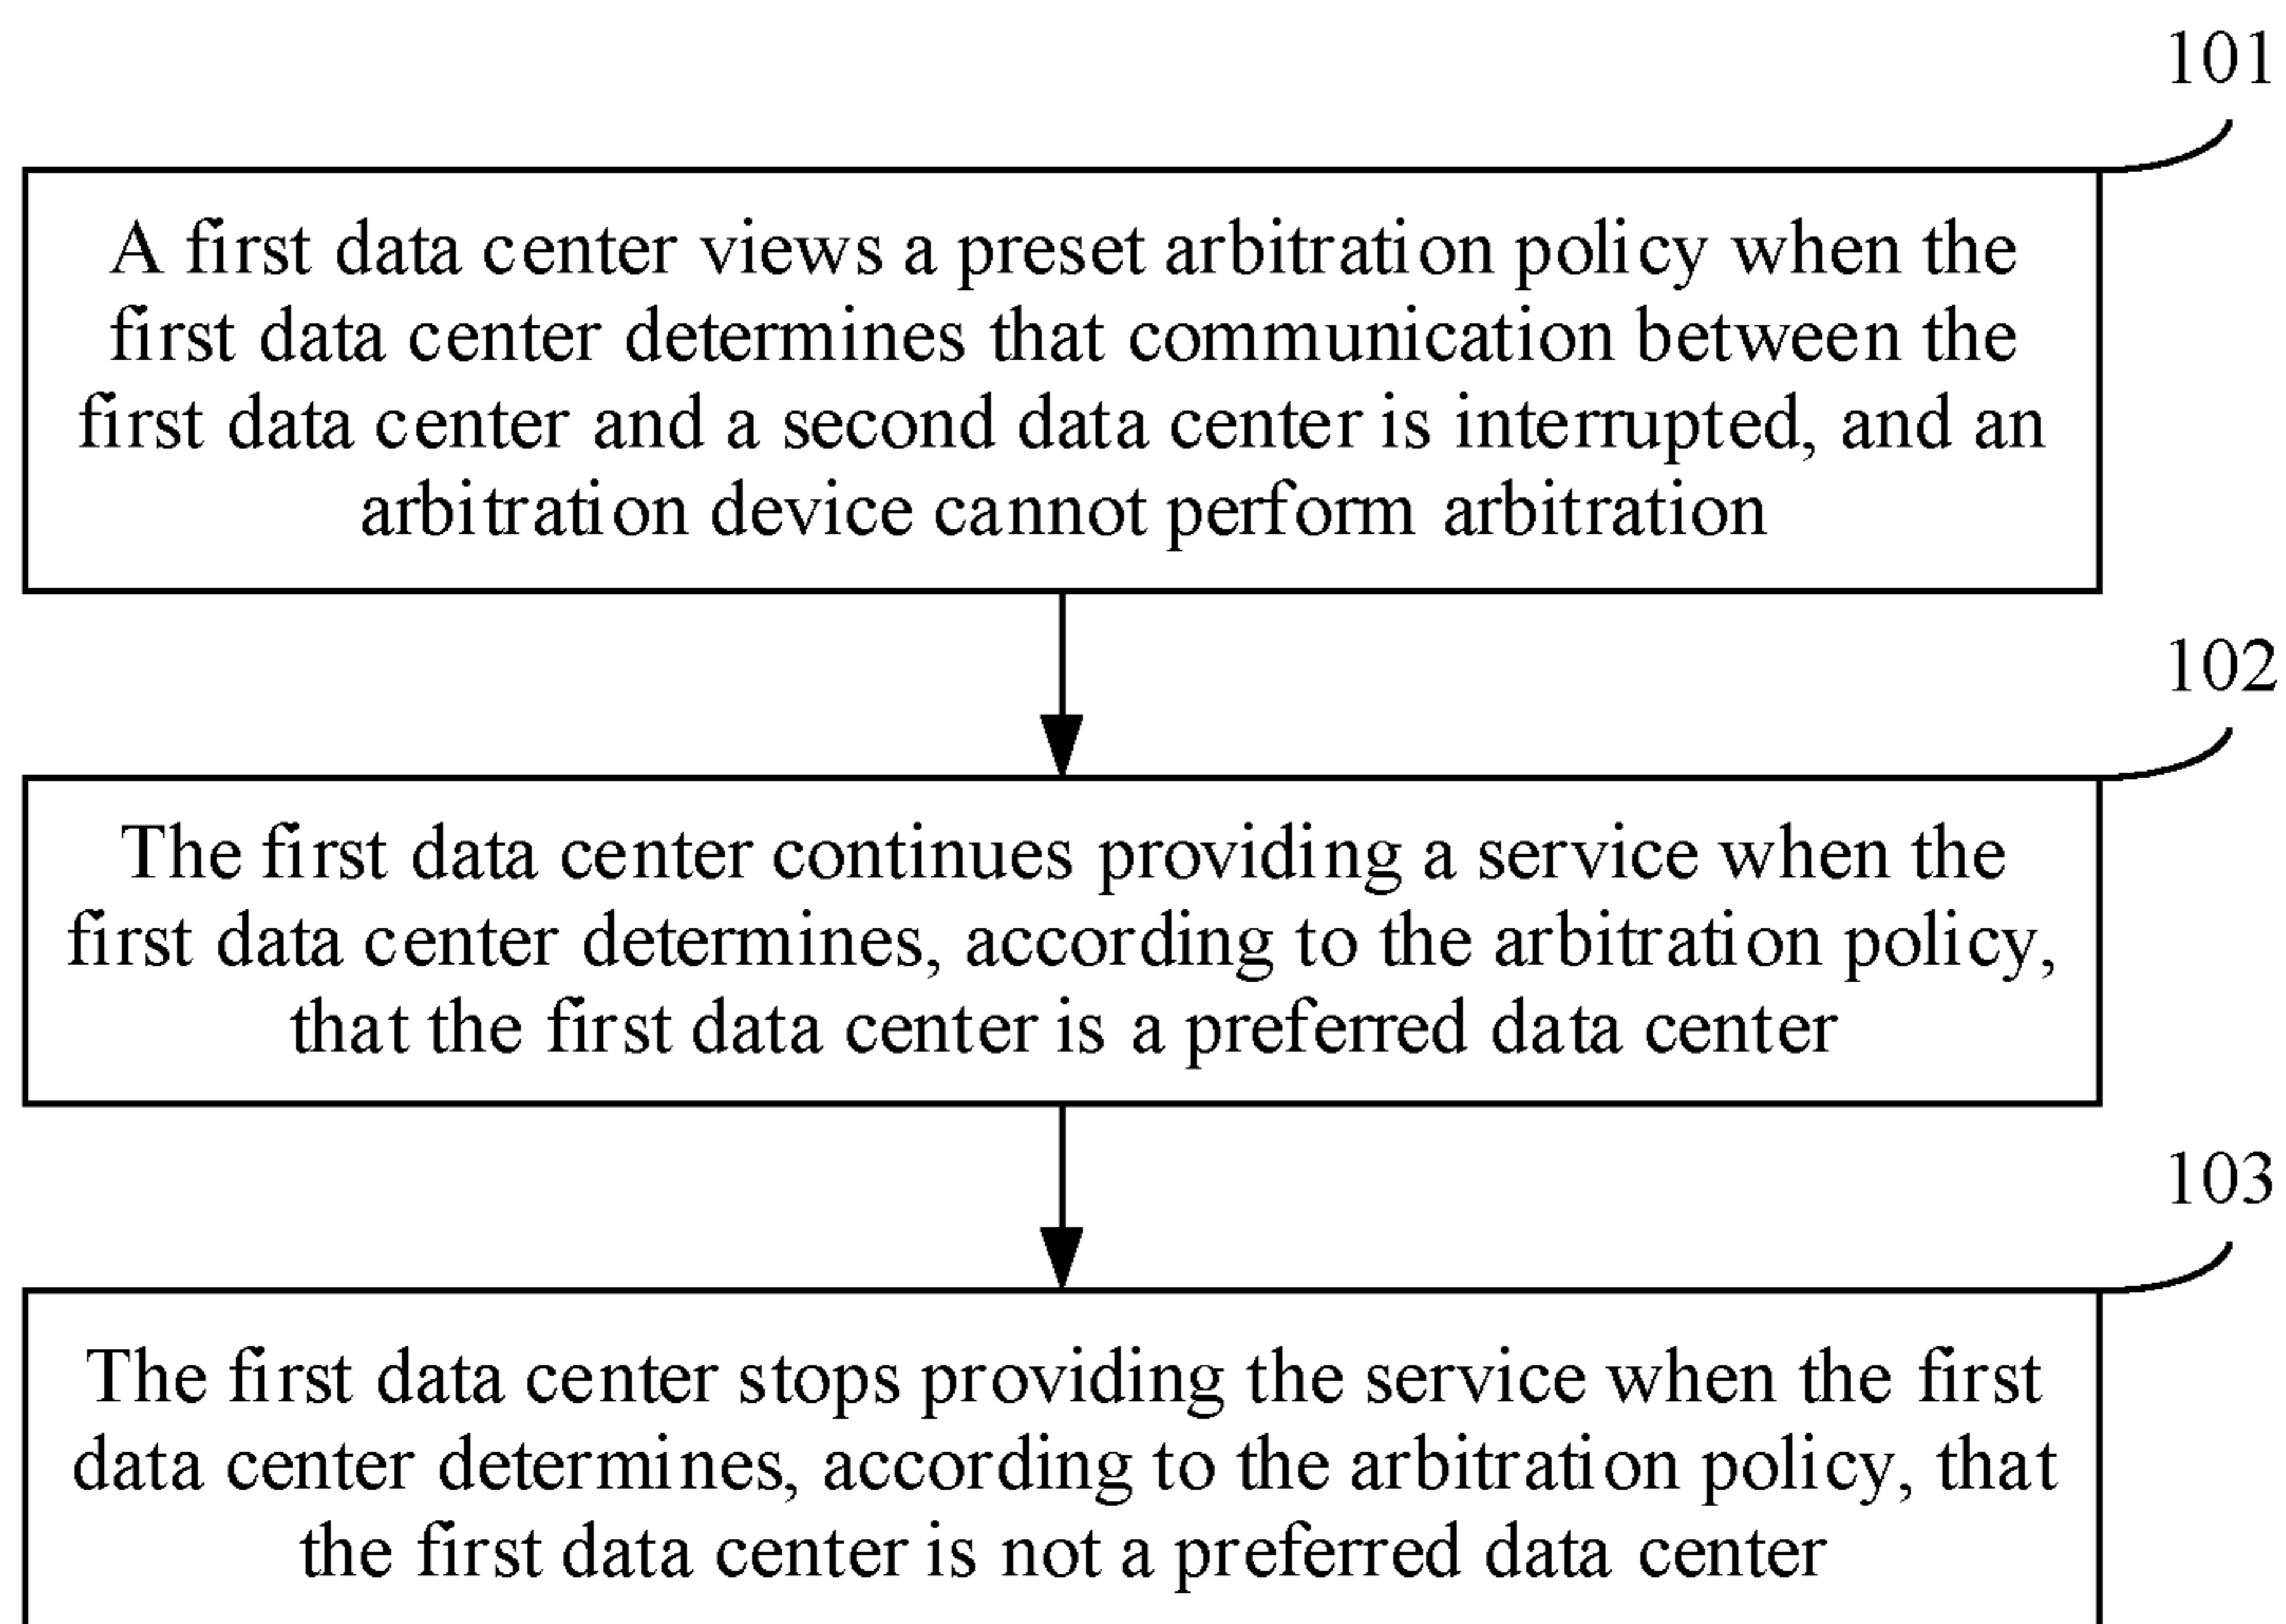 101
A first data center views a preset arbitration policy when the
first data center determines that communication between the
first data center and a second data center is interrupted, and an
arbitration device cannot perform arbitration
102
The first data center continues providing a service when the
first data center determines, according to the arbitration policy,
that the first data center is a preferred data center
103
The first data center stops providing the service when the first
data center determines, according to the arbitration policy, that
the first data center is not a preferred data center